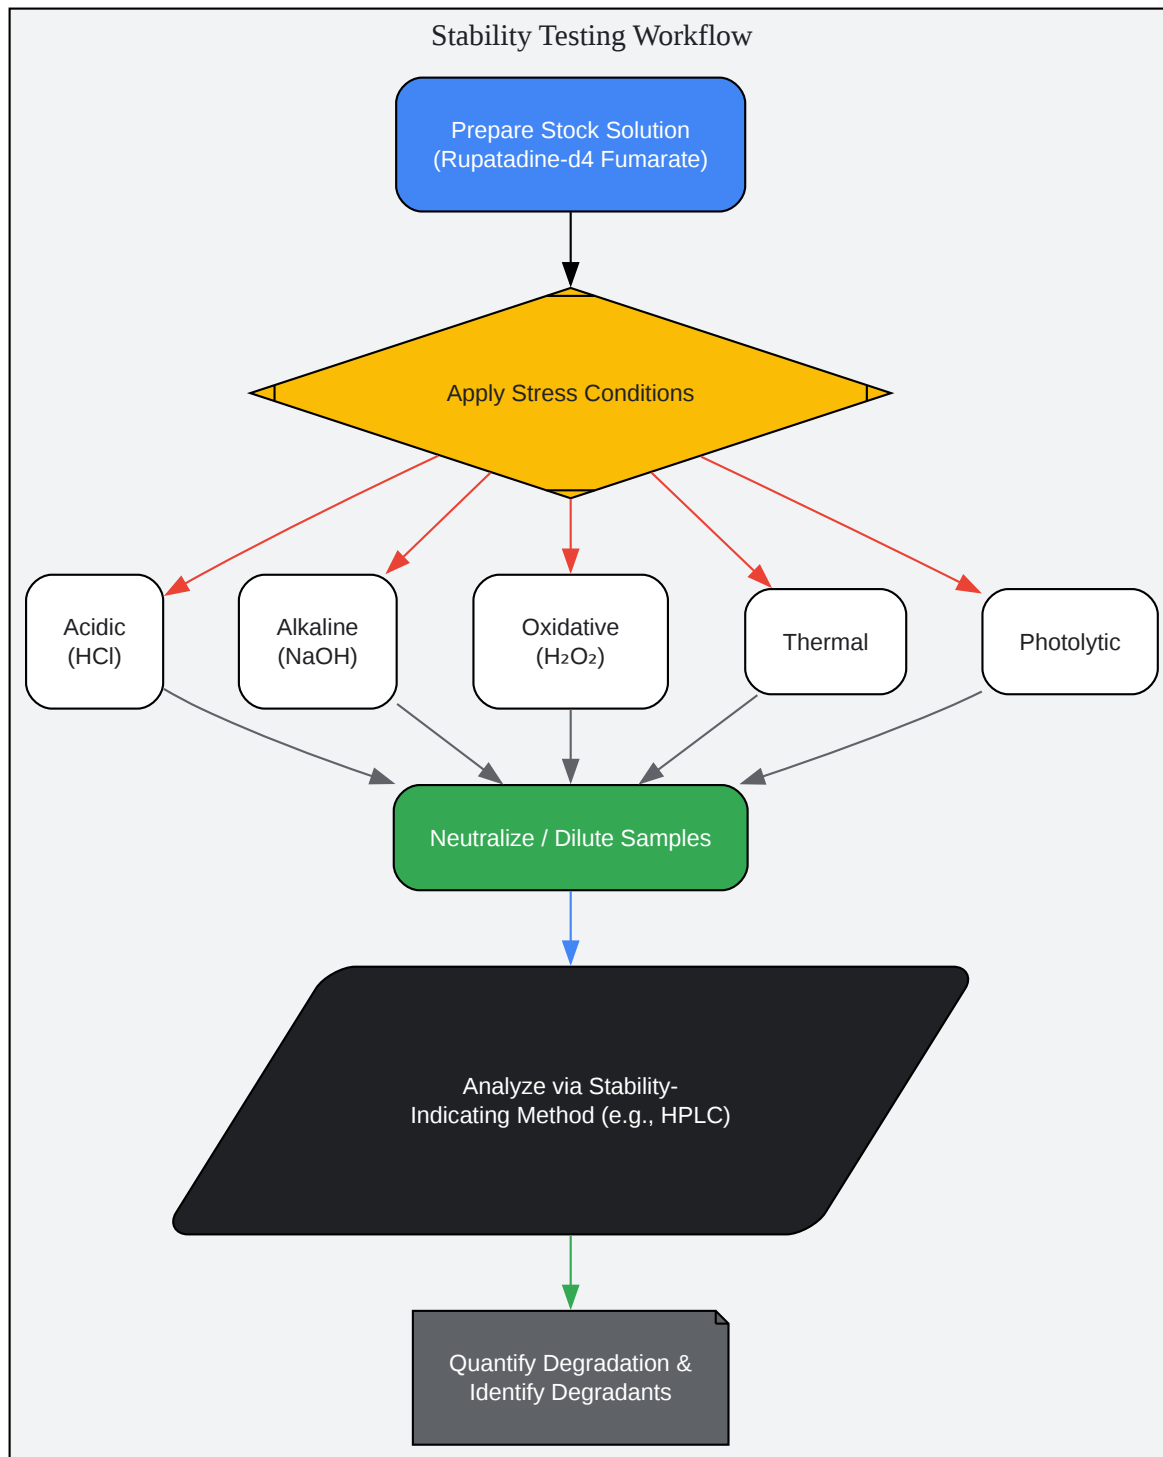 Stability Testing Workflow
Prepare Stock Solution
(Rupatadine-d4 Fumarate)
Apply Stress Conditions
Acidic
(HCl)
Alkaline
(NaOH)
Oxidative
(H₂O₂)
Thermal
Photolytic
Neutralize / Dilute Samples
Analyze via Stability-
Indicating Method (e.g., HPLC)
Quantify Degradation &
Identify Degradants